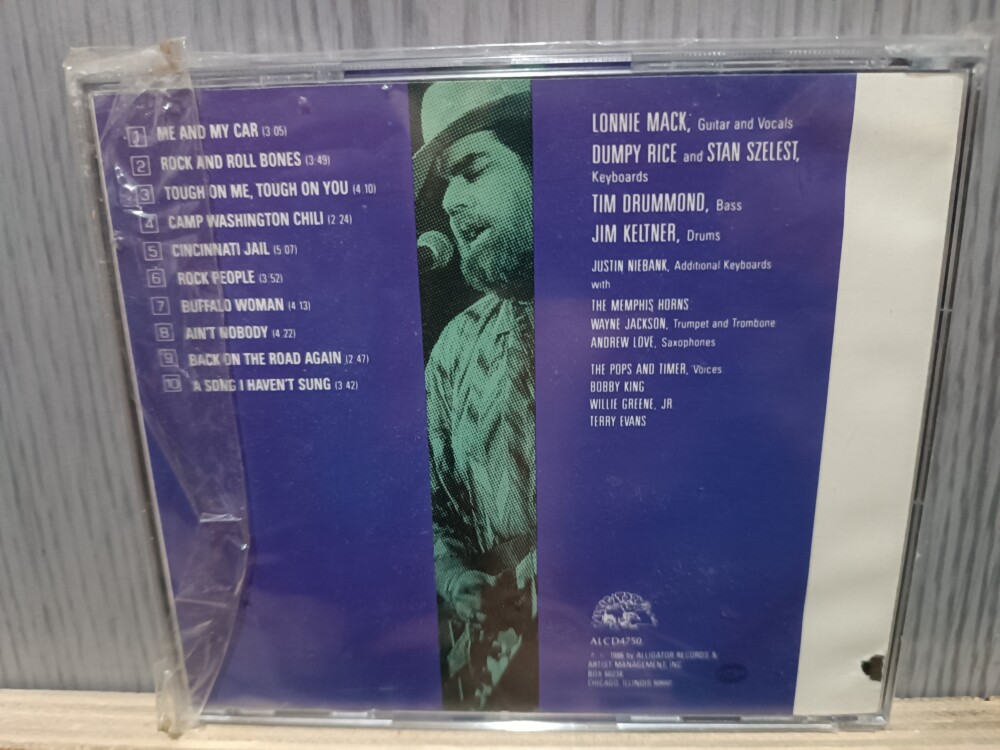 1 ME AND MY CAR (3 05)
2 ROCK AND ROLL BONES (3:49)
3 TOUGH ON ME, TOUGH ON YOU (4 10)
4 CAMP WASHINGTON CHILI (2 24)
5 CINCINNATI JAIL (5 07)
6 ROCK PEOPLE (3 52)
7 BUFFALO WOMAN (4 13)
8 AIN'T NOBODY (4 22)
9 BACK ON THE ROAD AGAIN (2 47)
10 A SONG I HAVEN'T SUNG (3 42)
LONNIE MACK, Guitar and Vocals
DUMPY RICE and STAN SZELEST,
Keyboards
TIM DRUMMOND, Bass
JIM KELTNER, Drums
JUSTIN NIEBANK, Additional Keyboards
with
THE MEMPHIS HORNS
WAYNE JACKSON, Trumpet and Trombone
ANDREW LOVE, Saxophones
THE POPS AND TIMER, Voices
BOBBY KING
WILLIE GREENE, JR
TERRY EVANS
ALCD4750
1986 by ALLIGATOR RECORDS &
ARTIST MANAGEMENT, INC
BOX 60234
CHICAGO, ILLINOIS